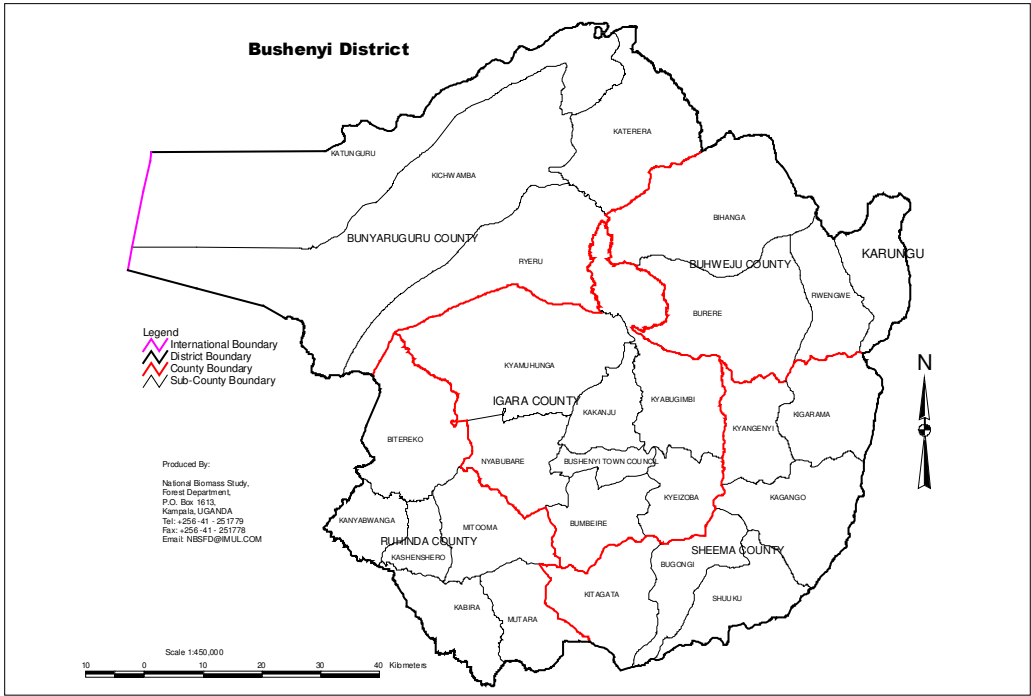 Bushenyi District
KATERERA
KATUNGURU
KICHWAMBA
BIHANGA
BUNYARUGURU COUNTY
KARUNGU
RYERU
BUHWEJU COUNTY
RWENGWE
BURERE
Legend
International Boundary
District Boundary
County Boundary
Sub-County Boundary
N
KYAMUHUNGA
IGARA COUNTY
KYABUGIMBI
KAKANJU
KIGARAMA
KYANGENYI
BITEREKO
NYABUBARE
BUSHENYI TOWN COUNCIL
KYEIZOBA
KAGANGO
Produced By:
National Biomass Study,
Forest Department,
P.O. Box 1613,
Kampala, UGANDA
Tel: +256 -41 - 251779
Fax: +256 -41 - 251778
Email: NBSFD@IMUL.COM
KANYABWANGA
MITOOMA
BUMBEIRE
RUHINDA COUNTY
SHEEMA COUNTY
KASHENSHERO
BUGONGI
KITAGATA
SHUUKU
KABIRA
MUTARA
Scale 1:450,000
10 0 10 20 30 40 Kilometers